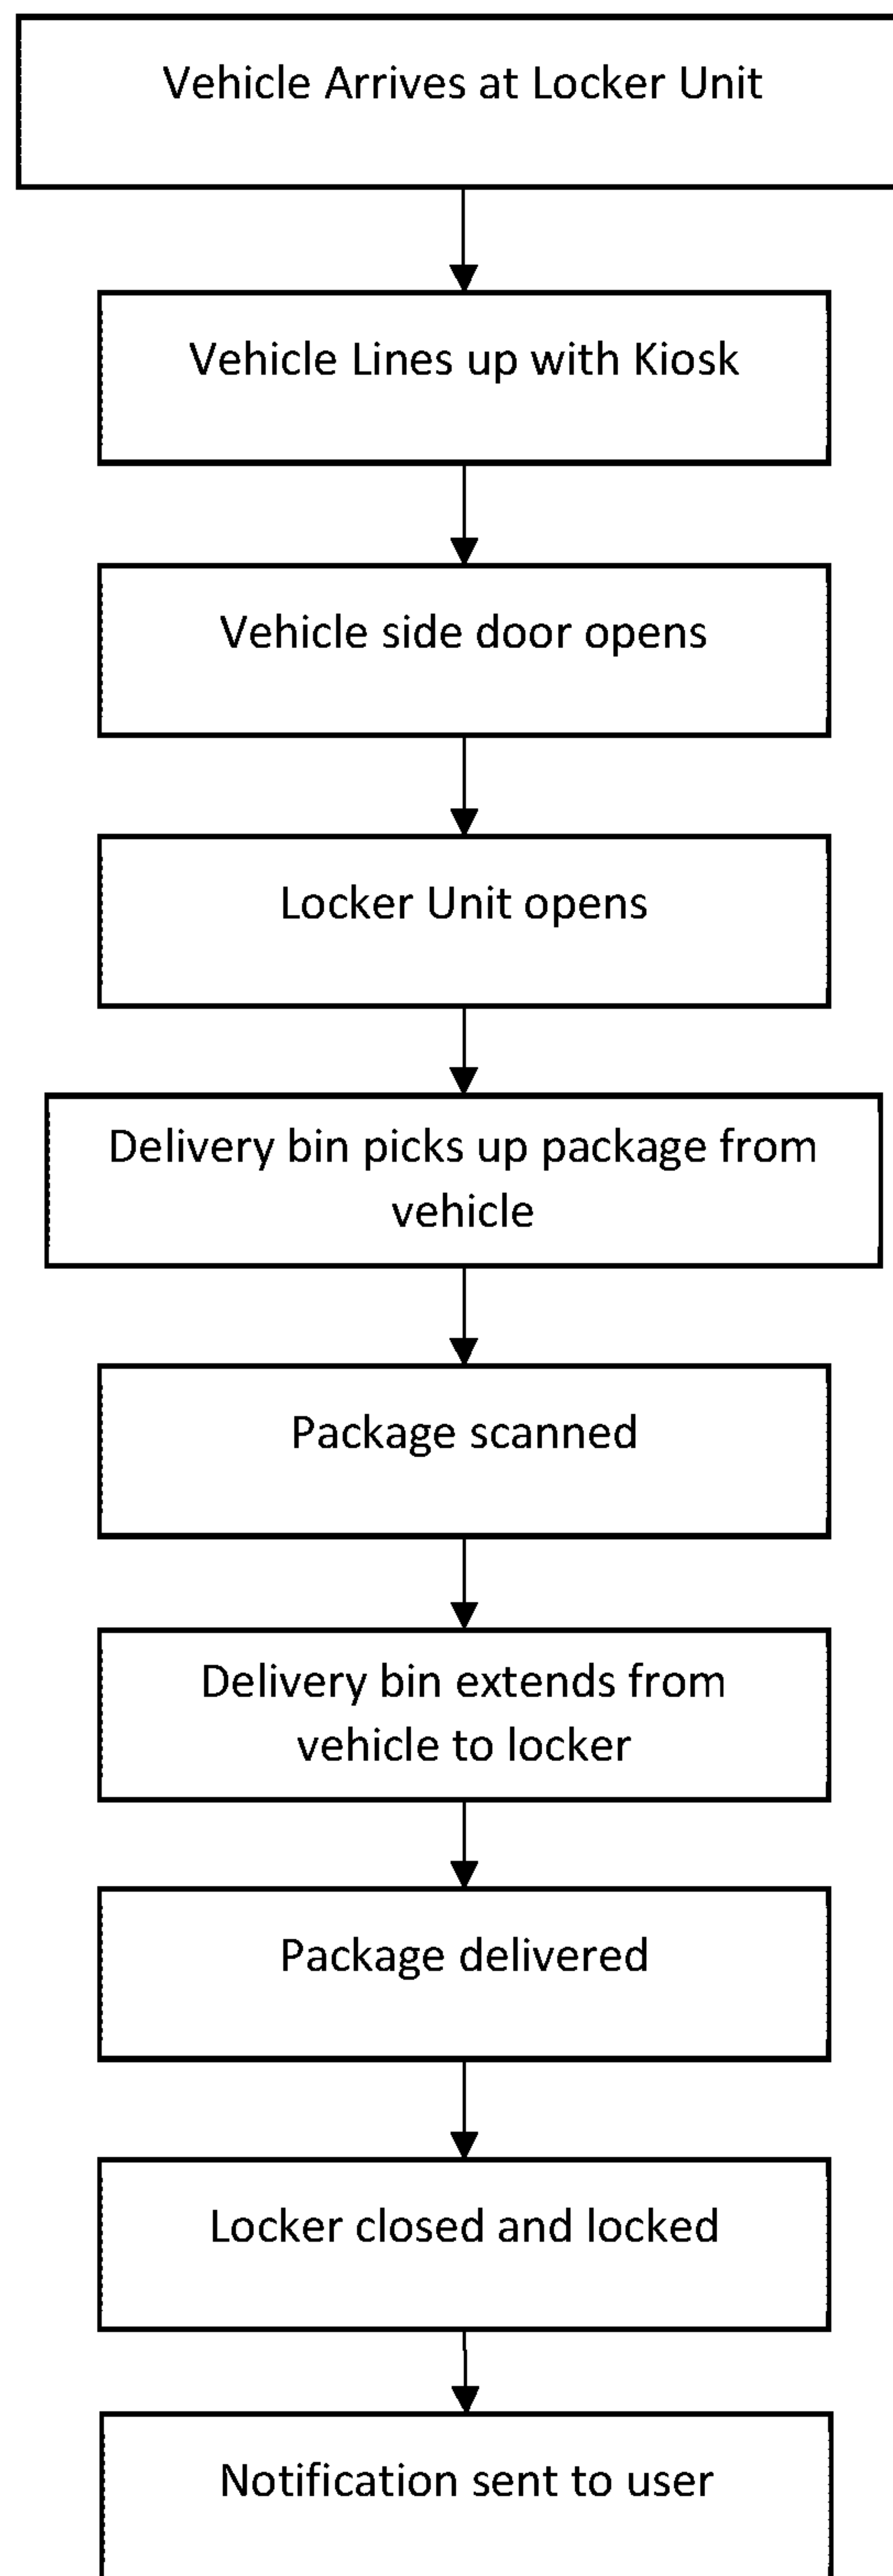 Vehicle Arrives at Locker Unit
Vehicle Lines up with Kiosk
Vehicle side door opens
Locker Unit opens
Delivery bin picks up package from
vehicle
Package scanned
Delivery bin extends from
vehicle to locker
Package delivered
Locker closed and locked
Notification sent to user